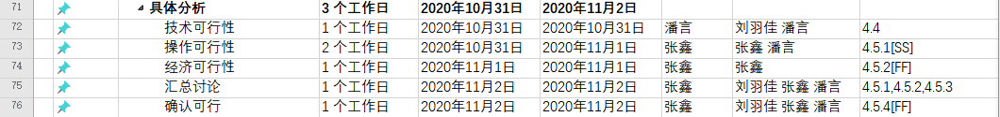 71 具体分析 3 个工作日 2020年10月31日 2020年11月2日
72 技术可行性 1 个工作日 2020年10月31日 2020年10月31日 潘言 刘羽佳 潘言 4.4
73 操作可行性 2 个工作日 2020年10月31日 2020年11月1日 张鑫 张鑫 潘言 4.5.1[SS]
74 经济可行性 1 个工作日 2020年11月1日 2020年11月1日 张鑫 张鑫 4.5.2[FF]
75 汇总讨论 1 个工作日 2020年11月2日 2020年11月2日 张鑫 刘羽佳 张鑫 潘言 4.5.1,4.5.2,4.5.3
76 确认可行 1 个工作日 2020年11月2日 2020年11月2日 张鑫 刘羽佳 张鑫 潘言 4.5.4[FF]